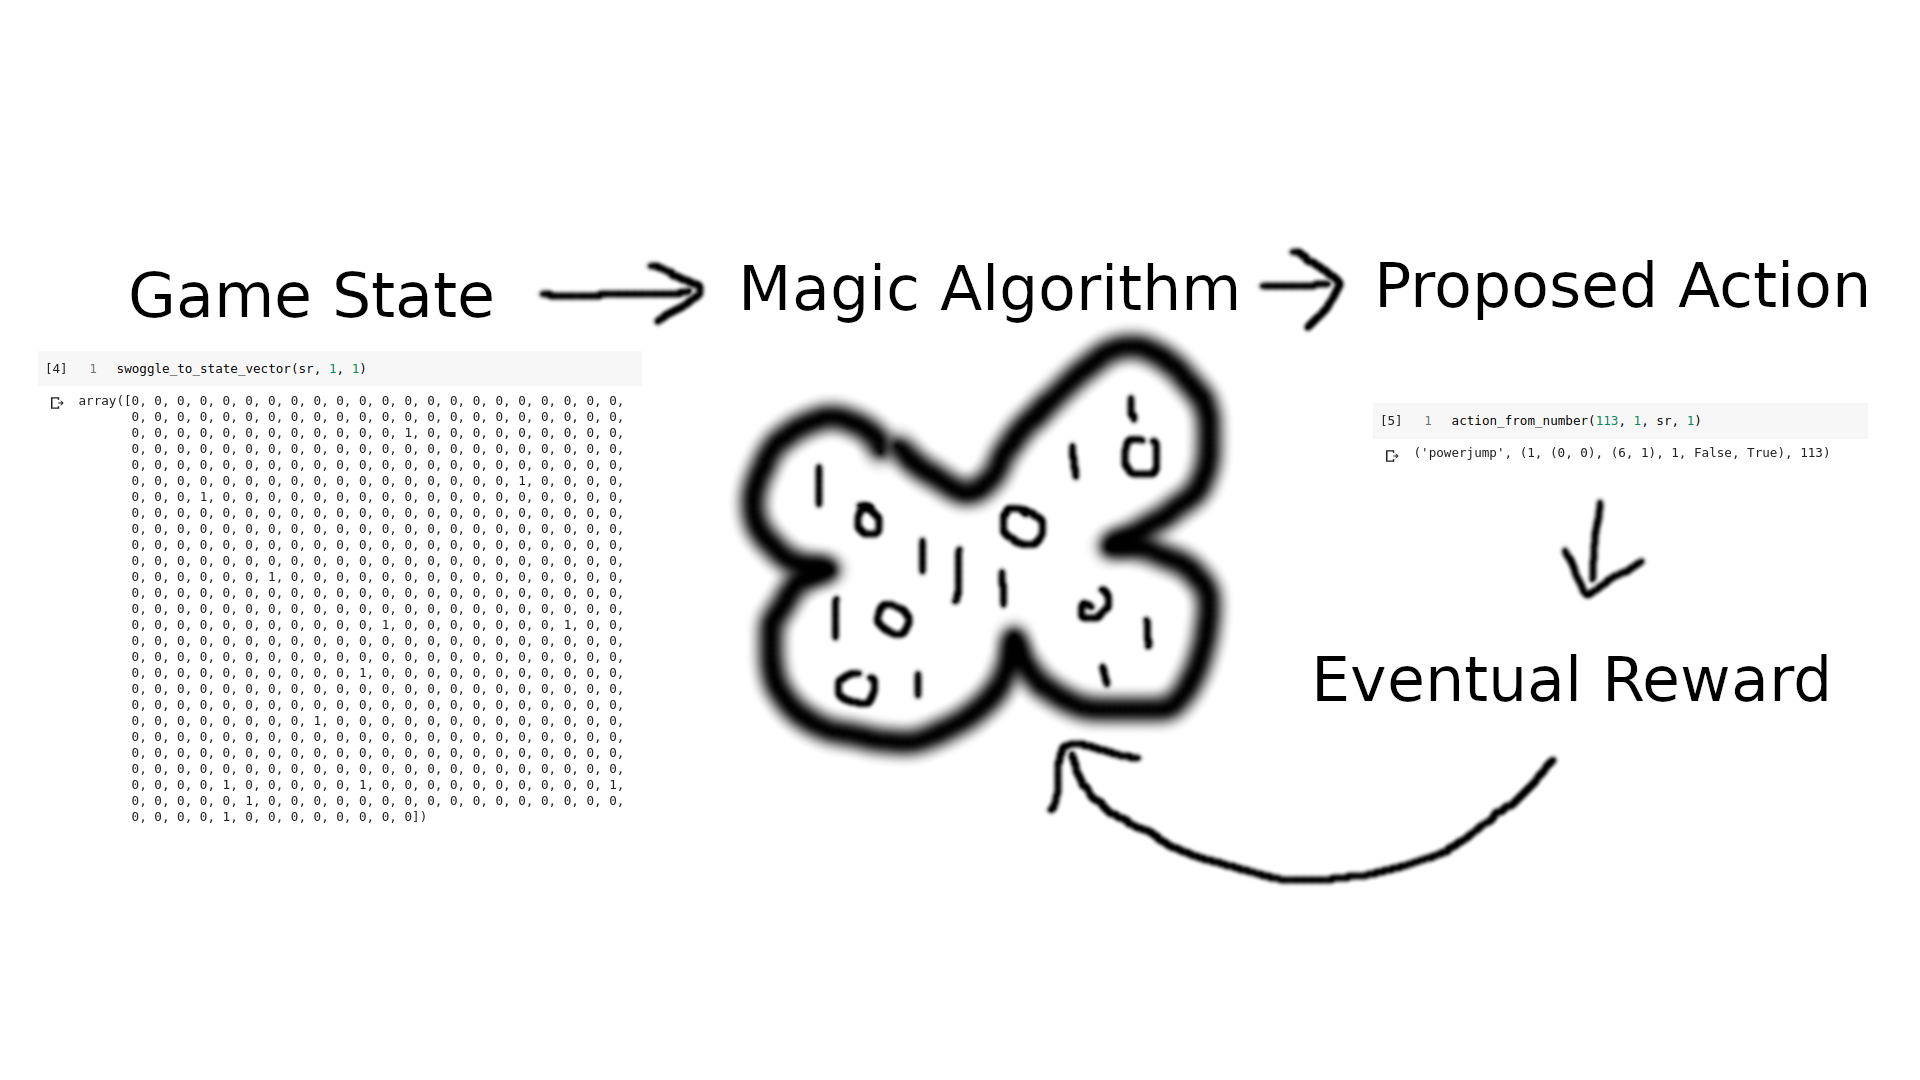 Game State
Magic Algorithm
Proposed Action
[4] 1 swoggle_to_state_vector(sr, 1, 1)
array([0, 0, 0, 0, 0, 0, 0, 0, 0, 0, 0, 0, 0, 0, 0, 0, 0, 0, 0, 0, 0, 0,
0, 0, 0, 0, 0, 0, 0, 0, 0, 0, 0, 0, 0, 0, 0, 0, 0, 0, 0, 0, 0, 0,
0, 0, 0, 0, 0, 0, 0, 0, 0, 0, 0, 0, 1, 0, 0, 0, 0, 0, 0, 0, 0, 0,
0, 0, 0, 0, 0, 0, 0, 0, 0, 0, 0, 0, 0, 0, 0, 0, 0, 0, 0, 0, 0, 0,
0, 0, 0, 0, 0, 0, 0, 0, 0, 0, 0, 0, 0, 0, 0, 0, 0, 0, 0, 0, 0, 0,
0, 0, 0, 0, 0, 0, 0, 0, 0, 0, 0, 0, 0, 0, 0, 0, 0, 1, 0, 0, 0, 0,
0, 0, 0, 1, 0, 0, 0, 0, 0, 0, 0, 0, 0, 0, 0, 0, 0, 0, 0, 0, 0, 0,
0, 0, 0, 0, 0, 0, 0, 0, 0, 0, 0, 0, 0, 0, 0, 0, 0, 0, 0, 0, 0, 0,
0, 0, 0, 0, 0, 0, 0, 0, 0, 0, 0, 0, 0, 0, 0, 0, 0, 0, 0, 0, 0, 0,
0, 0, 0, 0, 0, 0, 0, 0, 0, 0, 0, 0, 0, 0, 0, 0, 0, 0, 0, 0, 0, 0,
0, 0, 0, 0, 0, 0, 0, 0, 0, 0, 0, 0, 0, 0, 0, 0, 0, 0, 0, 0, 0, 0,
0, 0, 0, 0, 0, 0, 1, 0, 0, 0, 0, 0, 0, 0, 0, 0, 0, 0, 0, 0, 0, 0,
0, 0, 0, 0, 0, 0, 0, 0, 0, 0, 0, 0, 0, 0, 0, 0, 0, 0, 0, 0, 0, 0,
0, 0, 0, 0, 0, 0, 0, 0, 0, 0, 0, 0, 0, 0, 0, 0, 0, 0, 0, 0, 0, 0,
0, 0, 0, 0, 0, 0, 0, 0, 0, 0, 0, 1, 0, 0, 0, 0, 0, 0, 0, 1, 0, 0,
0, 0, 0, 0, 0, 0, 0, 0, 0, 0, 0, 0, 0, 0, 0, 0, 0, 0, 0, 0, 0, 0,
0, 0, 0, 0, 0, 0, 0, 0, 0, 0, 0, 0, 0, 0, 0, 0, 0, 0, 0, 0, 0, 0,
0, 0, 0, 0, 0, 0, 0, 0, 0, 0, 1, 0, 0, 0, 0, 0, 0, 0, 0, 0, 0, 0,
0, 0, 0, 0, 0, 0, 0, 0, 0, 0, 0, 0, 0, 0, 0, 0, 0, 0, 0, 0, 0, 0,
0, 0, 0, 0, 0, 0, 0, 0, 0, 0, 0, 0, 0, 0, 0, 0, 0, 0, 0, 0, 0, 0,
0, 0, 0, 0, 0, 0, 0, 0, 1, 0, 0, 0, 0, 0, 0, 0, 0, 0, 0, 0, 0, 0,
0, 0, 0, 0, 0, 0, 0, 0, 0, 0, 0, 0, 0, 0, 0, 0, 0, 0, 0, 0, 0, 0,
0, 0, 0, 0, 0, 0, 0, 0, 0, 0, 0, 0, 0, 0, 0, 0, 0, 0, 0, 0, 0, 0,
0, 0, 0, 0, 0, 0, 0, 0, 0, 0, 0, 0, 0, 0, 0, 0, 0, 0, 0, 0, 0, 0,
0, 0, 0, 0, 1, 0, 0, 0, 0, 0, 1, 0, 0, 0, 0, 0, 0, 0, 0, 0, 0, 1,
0, 0, 0, 0, 0, 1, 0, 0, 0, 0, 0, 0, 0, 0, 0, 0, 0, 0, 0, 0, 0, 0,
0, 0, 0, 0, 1, 0, 0, 0, 0, 0, 0, 0, 0])
1
1 0
1 0 0
1 1 1
1 0 0 1
0 1 1
[5] 1 action_from_number(113, 1, sr, 1)
('powerjump', (1, (0, 0), (6, 1), 1, False, True), 113)
Eventual Reward